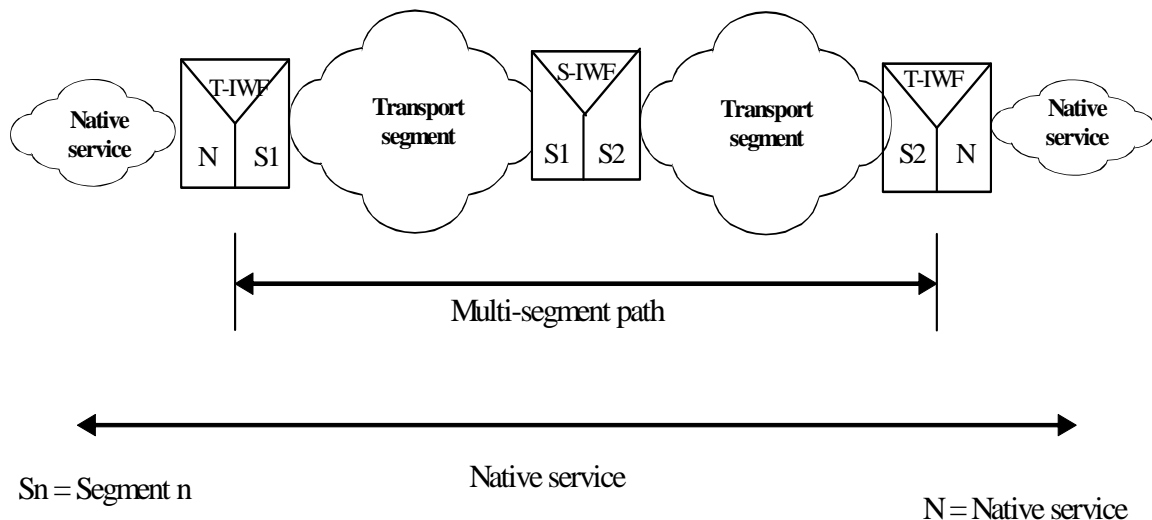 T-IWF
S-IWF
T-IWF
Native
service
Transport
segment
Transport
segment
Native
service
N
S1
S1
S2
S2
N
Multi-segment path
Native service
Sn = Segment n
N = Native service